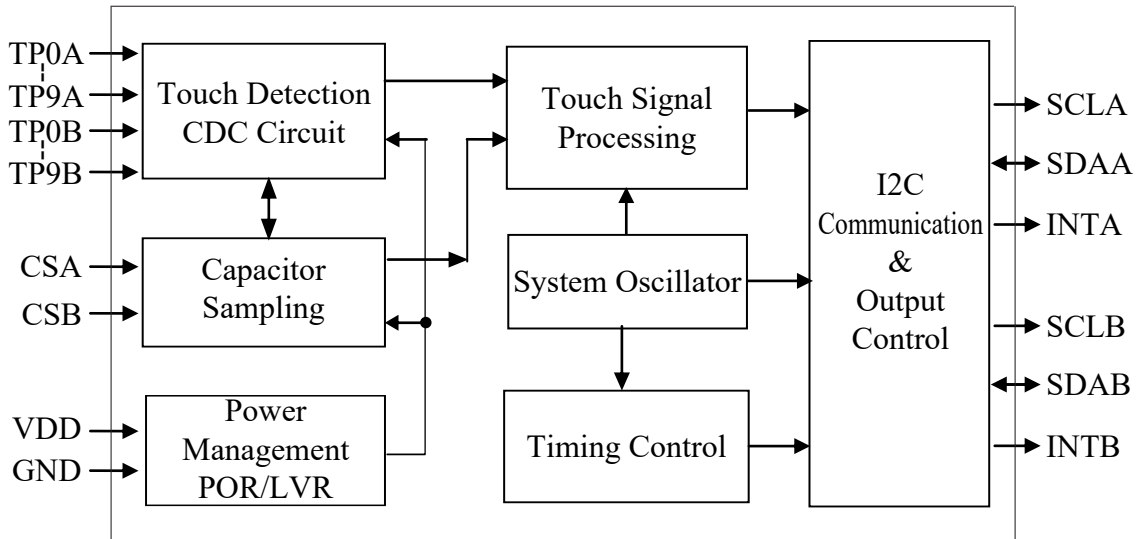 TP0A
TP9A
TP0B
TP9B
CSA
CSB
VDD
GND
Touch Detection
CDC Circuit
Capacitor
Sampling
Power
Management
POR/LVR
Touch Signal
Processing
System Oscillator
Timing Control
I2C
Communication
&
Output
Control
SCLA
SDAA
INTA
SCLB
SDAB
INTB